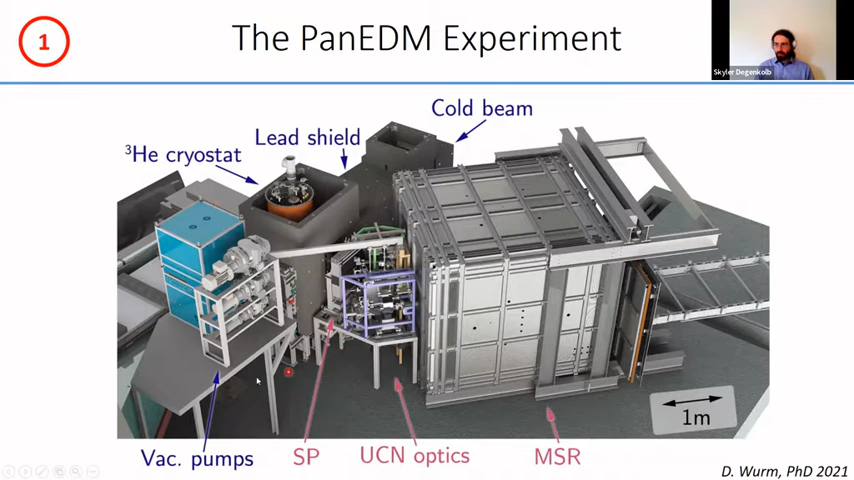 1
The PanEDM Experiment
Skyler Degenkolb
Cold beam
Lead shield
³He cryostat
1m
Vac. pumps
SP
UCN optics
MSR
D. Wurm, PhD 2021